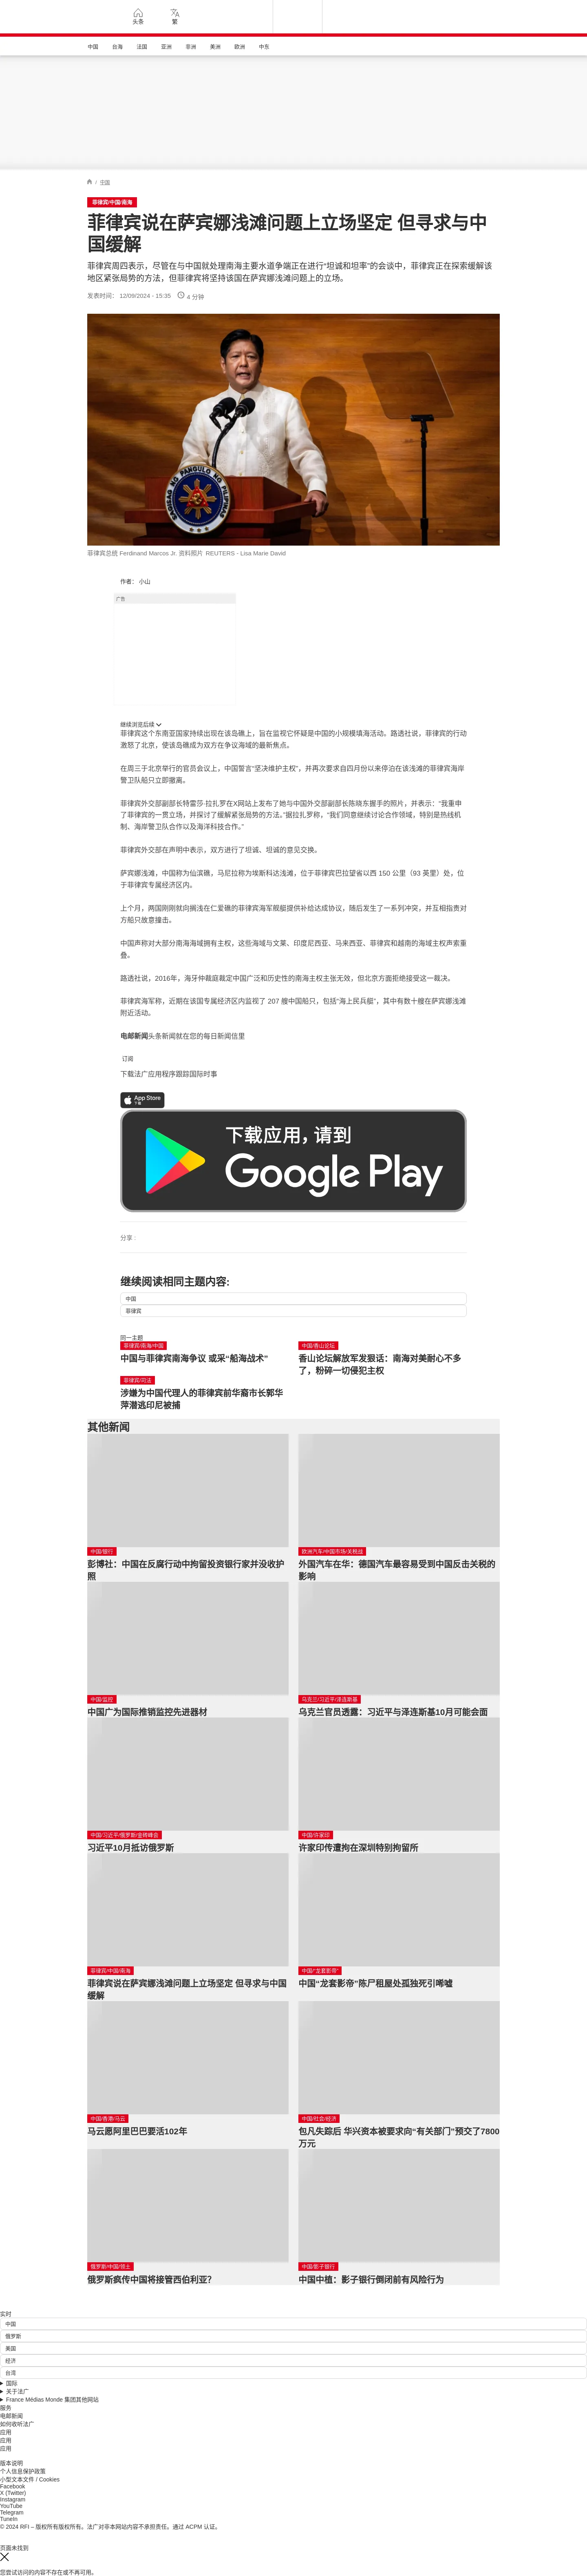 头条
繁
中国
台海
法国
亚洲
非洲
美洲
欧洲
中东
/ 中国
菲律宾/中国/南海
菲律宾说在萨宾娜浅滩问题上立场坚定 但寻求与中
国缓解
菲律宾周四表示，尽管在与中国就处理南海主要水道争端正在进行“坦诚和坦率”的会谈中，菲律宾正在探索缓解该
地区紧张局势的方法，但菲律宾将坚持该国在萨宾娜浅滩问题上的立场。
发表时间： 12/09/2024 - 15:35
4 分钟
菲律宾总统 Ferdinand Marcos Jr. 资料照片 REUTERS - Lisa Marie David
作者： 小山
广告
继续浏览后续
菲律宾这个东南亚国家持续出现在该岛礁上，旨在监视它怀疑是中国的小规模填海活动。路透社说，菲律宾的行动
激怒了北京，使该岛礁成为双方在争议海域的最新焦点。
在周三于北京举行的官员会议上，中国誓言“坚决维护主权”，并再次要求自四月份以来停泊在该浅滩的菲律宾海岸
警卫队船只立即撤离。
菲律宾外交部副部长特雷莎·拉扎罗在X网站上发布了她与中国外交部副部长陈晓东握手的照片，并表示：“我重申
了菲律宾的一贯立场，并探讨了缓解紧张局势的方法。”据拉扎罗称，“我们同意继续讨论合作领域，特别是热线机
制、海岸警卫队合作以及海洋科技合作。”
菲律宾外交部在声明中表示，双方进行了坦诚、坦诚的意见交换。
萨宾娜浅滩，中国称为仙滨礁，马尼拉称为埃斯科达浅滩，位于菲律宾巴拉望省以西 150 公里（93 英里）处，位
于菲律宾专属经济区内。
上个月，两国刚刚就向搁浅在仁爱礁的菲律宾海军舰艇提供补给达成协议，随后发生了一系列冲突，并互相指责对
方船只故意撞击。
中国声称对大部分南海海域拥有主权，这些海域与文莱、印度尼西亚、马来西亚、菲律宾和越南的海域主权声索重
叠。
路透社说，2016年，海牙仲裁庭裁定中国广泛和历史性的南海主权主张无效，但北京方面拒绝接受这一裁决。
菲律宾海军称，近期在该国专属经济区内监视了 207 艘中国船只，包括“海上民兵艇”，其中有数十艘在萨宾娜浅滩
附近活动。
电邮新闻头条新闻就在您的每日新闻信里
订阅
下载法广应用程序跟踪国际时事
App Store
下载
下载应用，请到
Google Play
分享 :
继续阅读相同主题内容:
中国
菲律宾
同一主题
菲律宾/南海/中国
中国与菲律宾南海争议 或采“船海战术”
中国/香山论坛
香山论坛解放军发狠话：南海对美耐心不多
了，粉碎一切侵犯主权
菲律宾/司法
涉嫌为中国代理人的菲律宾前华裔市长郭华
萍潜逃印尼被捕
其他新闻
中国/银行
彭博社：中国在反腐行动中拘留投资银行家并没收护
照
欧洲汽车/中国市场/关税战
外国汽车在华：德国汽车最容易受到中国反击关税的
影响
中国/监控
中国广为国际推销监控先进器材
乌克兰/习近平/泽连斯基
乌克兰官员透露：习近平与泽连斯基10月可能会面
中国/习近平/俄罗斯/金砖峰会
习近平10月抵访俄罗斯
中国/许家印
许家印传遭拘在深圳特别拘留所
菲律宾/中国/南海
菲律宾说在萨宾娜浅滩问题上立场坚定 但寻求与中国
缓解
中国/“龙套影帝”
中国“龙套影帝”陈尸租屋处孤独死引唏嘘
中国/香港/马云
马云愿阿里巴巴要活102年
中国/社会/经济
包凡失踪后 华兴资本被要求向“有关部门”预交了7800
万元
俄罗斯/中国/领土
俄罗斯疯传中国将接管西伯利亚？
中国/影子银行
中国中植：影子银行倒闭前有风险行为
实时
中国
俄罗斯
美国
经济
台湾
国际
关于法广
France Médias Monde 集团其他网站
服务
电邮新闻
如何收听法广
应用
应用
应用
版本说明
个人信息保护政策
小型文本文件 / Cookies
Facebook
X (Twitter)
Instagram
YouTube
Telegram
TuneIn
© 2024 RFI – 版权所有版权所有。法广对非本网站内容不承担责任。通过 ACPM 认证。
页面未找到
您尝试访问的内容不存在或不再可用。